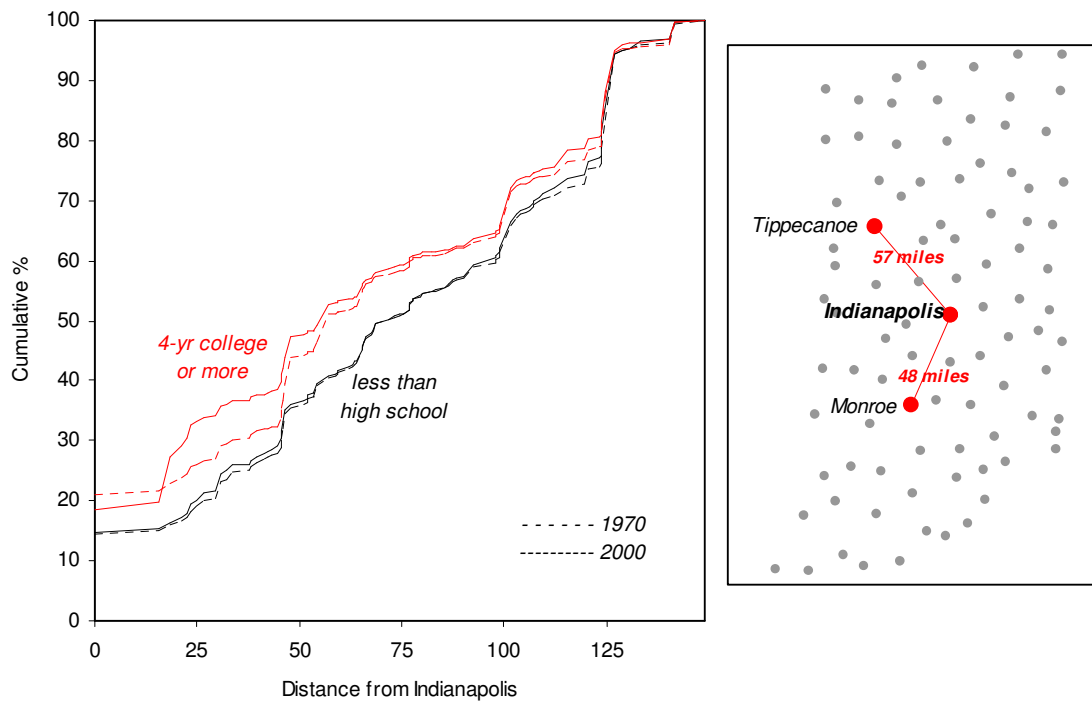 100
90
80
70
60
50
40
30
20
10
0
Cumulative %
4-yr college
or more
less than
high school
1970
2000
0
25
50
75
100
125
Distance from Indianapolis
Tippecanoe
57 miles
Indianapolis
48 miles
Monroe